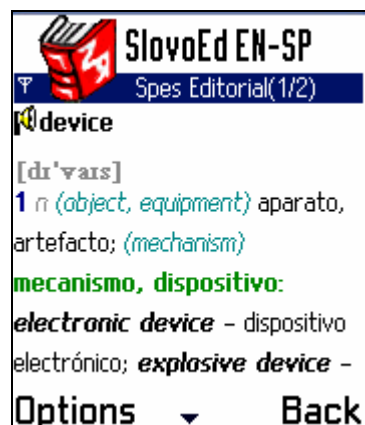 SlovoEd EN-SP
Spes Editorial(1/2)
device
[dɪ'vaɪs]
1 n (object, equipment) aparato,
artefacto; (mechanism)
mecanismo, dispositivo:
electronic device – dispositivo
electrónico; explosive device –
Options Back